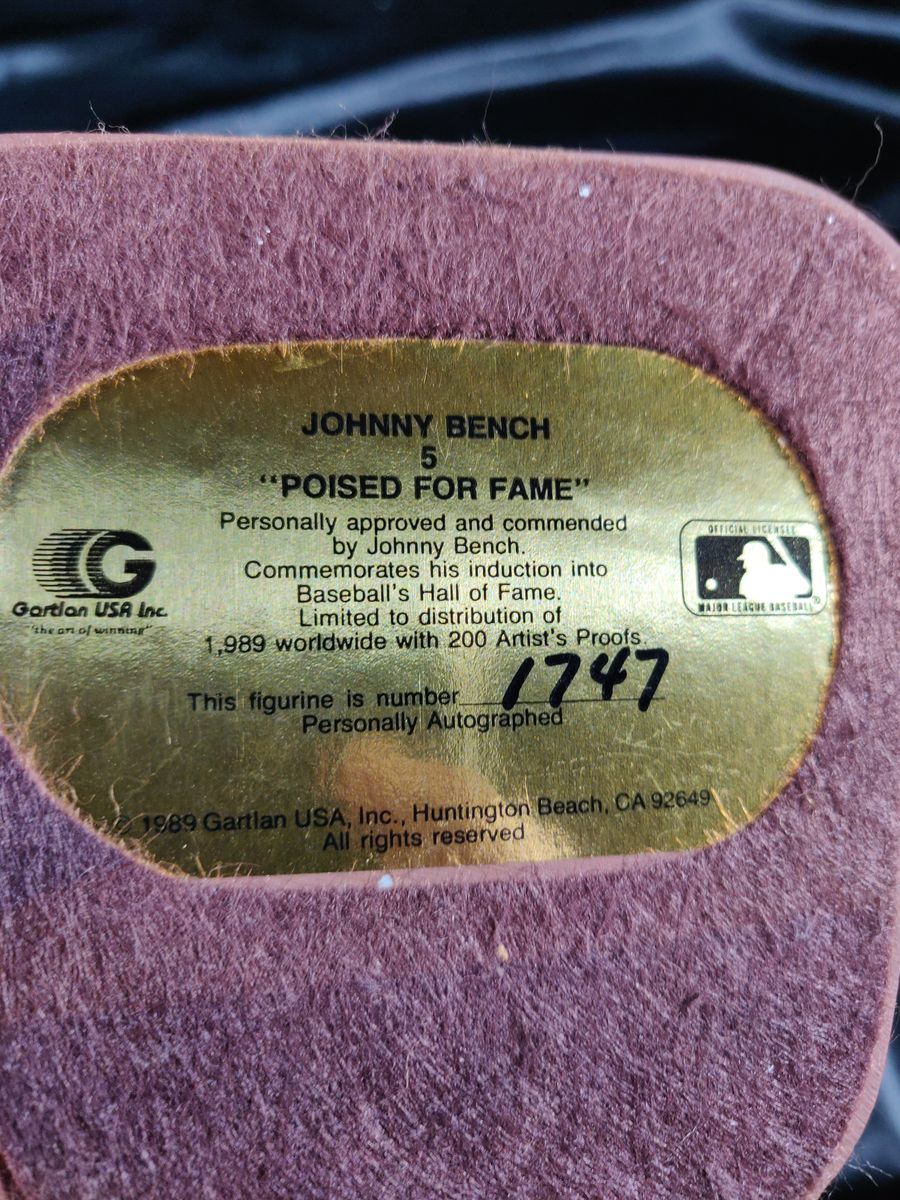 JOHNNY BENCH
5
"POISED FOR FAME"
Personally approved and commended
by Johnny Bench.
Commemorates his induction into
Baseball's Hall of Fame.
Limited to distribution of
1,989 worldwide with 200 Artist's Proofs.
This figurine is number 1747
Personally Autographed
© 1989 Gartlan USA, Inc., Huntington Beach, CA 92649
All rights reserved
G
Gartlan USA Inc.
"the art of winning"
OFFICIAL LICENSEE
MAJOR LEAGUE BASEBALL